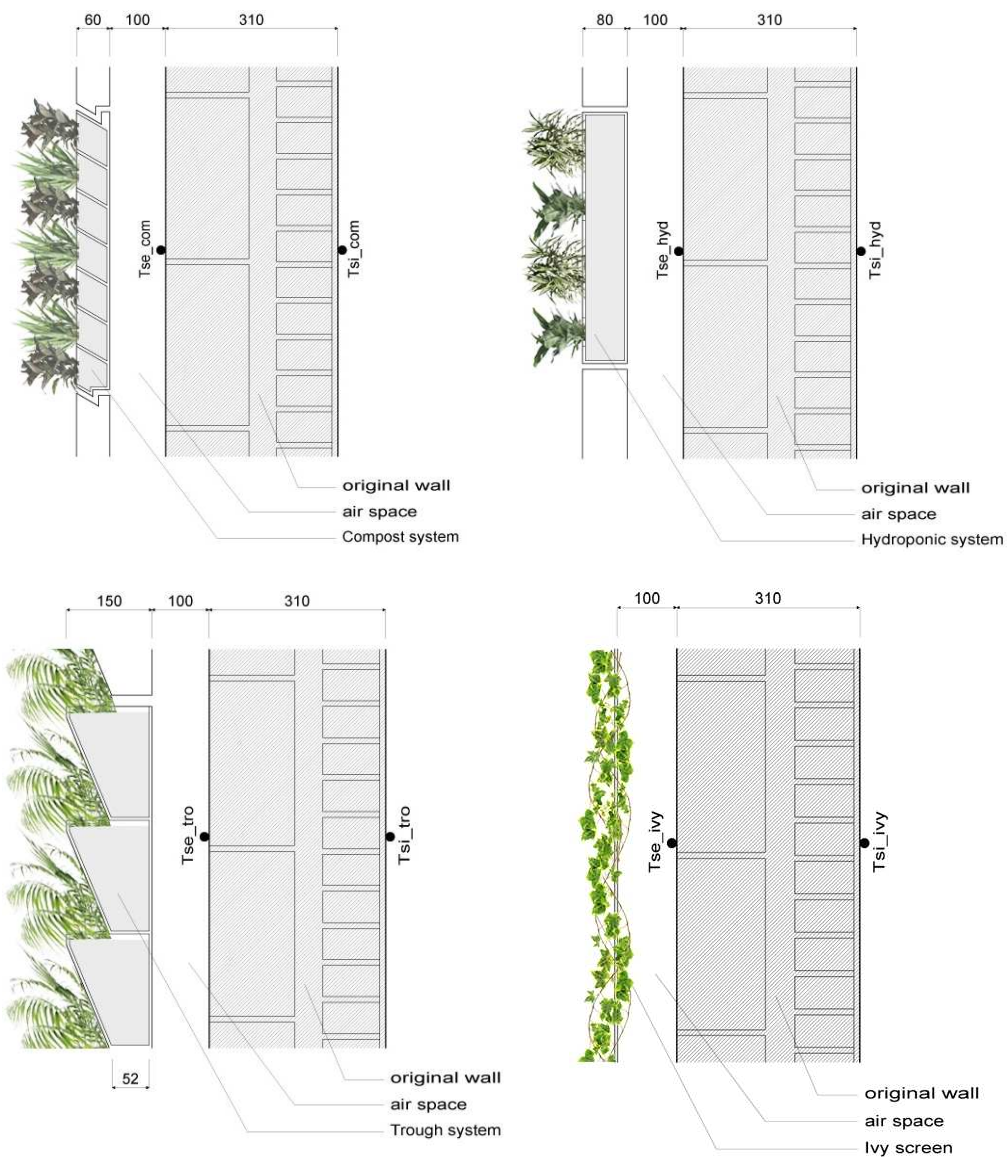 60 100 310
Tse_com
Tsi_com
original wall
air space
Compost system
80 100 310
Tse_hyd
Tsi_hyd
original wall
air space
Hydroponic system
150 100 310
Tse_tro
Tsi_tro
52
original wall
air space
Trough system
100 310
Tse_ivy
Tsi_ivy
original wall
air space
Ivy screen